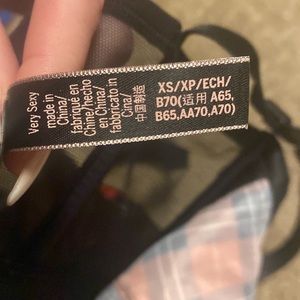 Very Sexy
made in
China/
fabriqué en
Chine/hecho
en China/
fabricato in
Cina/
中国制造
XS/XP/ECH/
B70(适用 A65,
B65,AA70,A70)